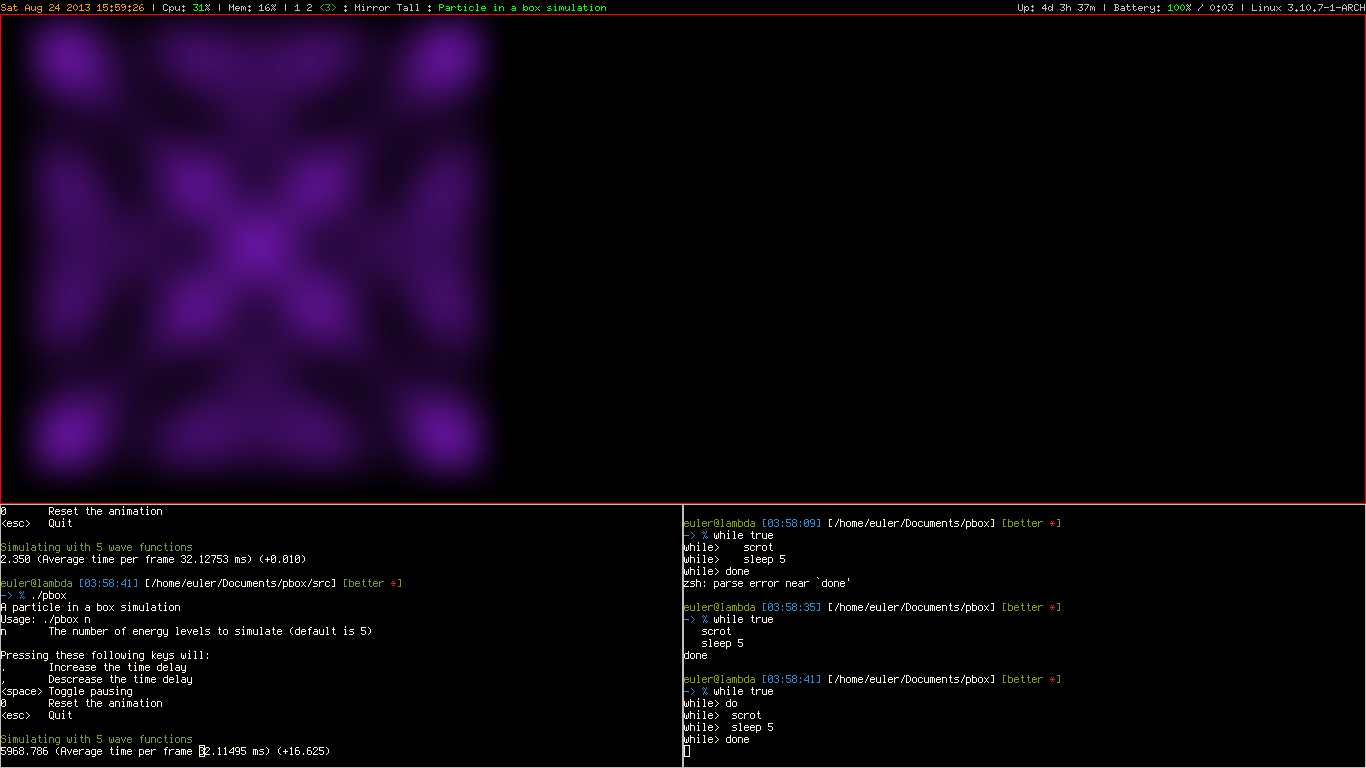 Sat Aug 24 2013 15:59:26 | Cpu: 31% | Mem: 16% | 1 2 <3> : Mirror Tall : Particle in a box simulation
Up: 4d 3h 37m | Battery: 100% / 0:03 | Linux 3.10.7-1-ARCH
0 Reset the animation
<esc> Quit
Simulating with 5 wave functions
2.350 (Average time per frame 32.12753 ms) (+0.010)
euler@lambda [03:58:41] [/home/euler/Documents/pbox/src] [better *]
-> % ./pbox
A particle in a box simulation
Usage: ./pbox n
n The number of energy levels to simulate (default is 5)
Pressing these following keys will:
. Increase the time delay
, Descrease the time delay
<space> Toggle pausing
0 Reset the animation
<esc> Quit
Simulating with 5 wave functions
5968.786 (Average time per frame 32.11495 ms) (+16.625)
euler@lambda [03:58:09] [/home/euler/Documents/pbox] [better *]
-> % while true
while> scrot
while> sleep 5
while> done
zsh: parse error near `done'
euler@lambda [03:58:35] [/home/euler/Documents/pbox] [better *]
-> % while true
scrot
sleep 5
done
euler@lambda [03:58:41] [/home/euler/Documents/pbox] [better *]
-> % while true
while> do
while> scrot
while> sleep 5
while> done